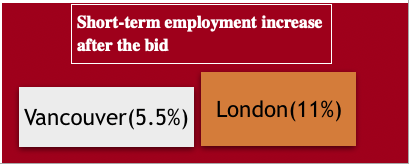 Short-term employment increase
after the bid
Vancouver(5.5%)
London(11%)